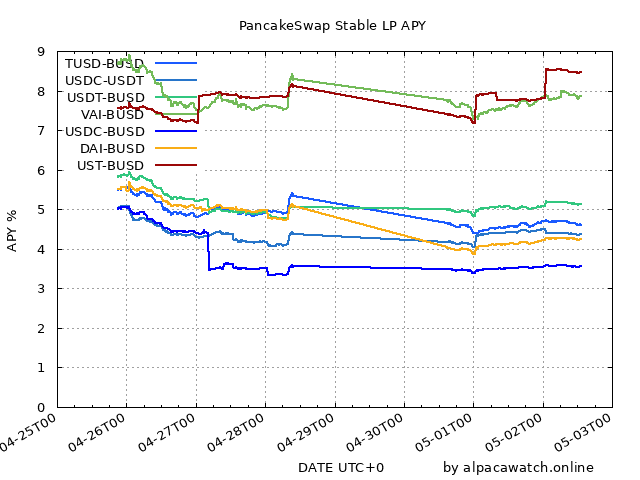 PancakeSwap Stable LP APY
9
8
7
6
5
4
3
2
1
0
APY %
TUSD-BUSD
USDC-USDT
USDT-BUSD
VAI-BUSD
USDC-BUSD
DAI-BUSD
UST-BUSD
04-25T00
04-26T00
04-27T00
04-28T00
04-29T00
04-30T00
05-01T00
05-02T00
05-03T00
DATE UTC+0
by alpacawatch.online